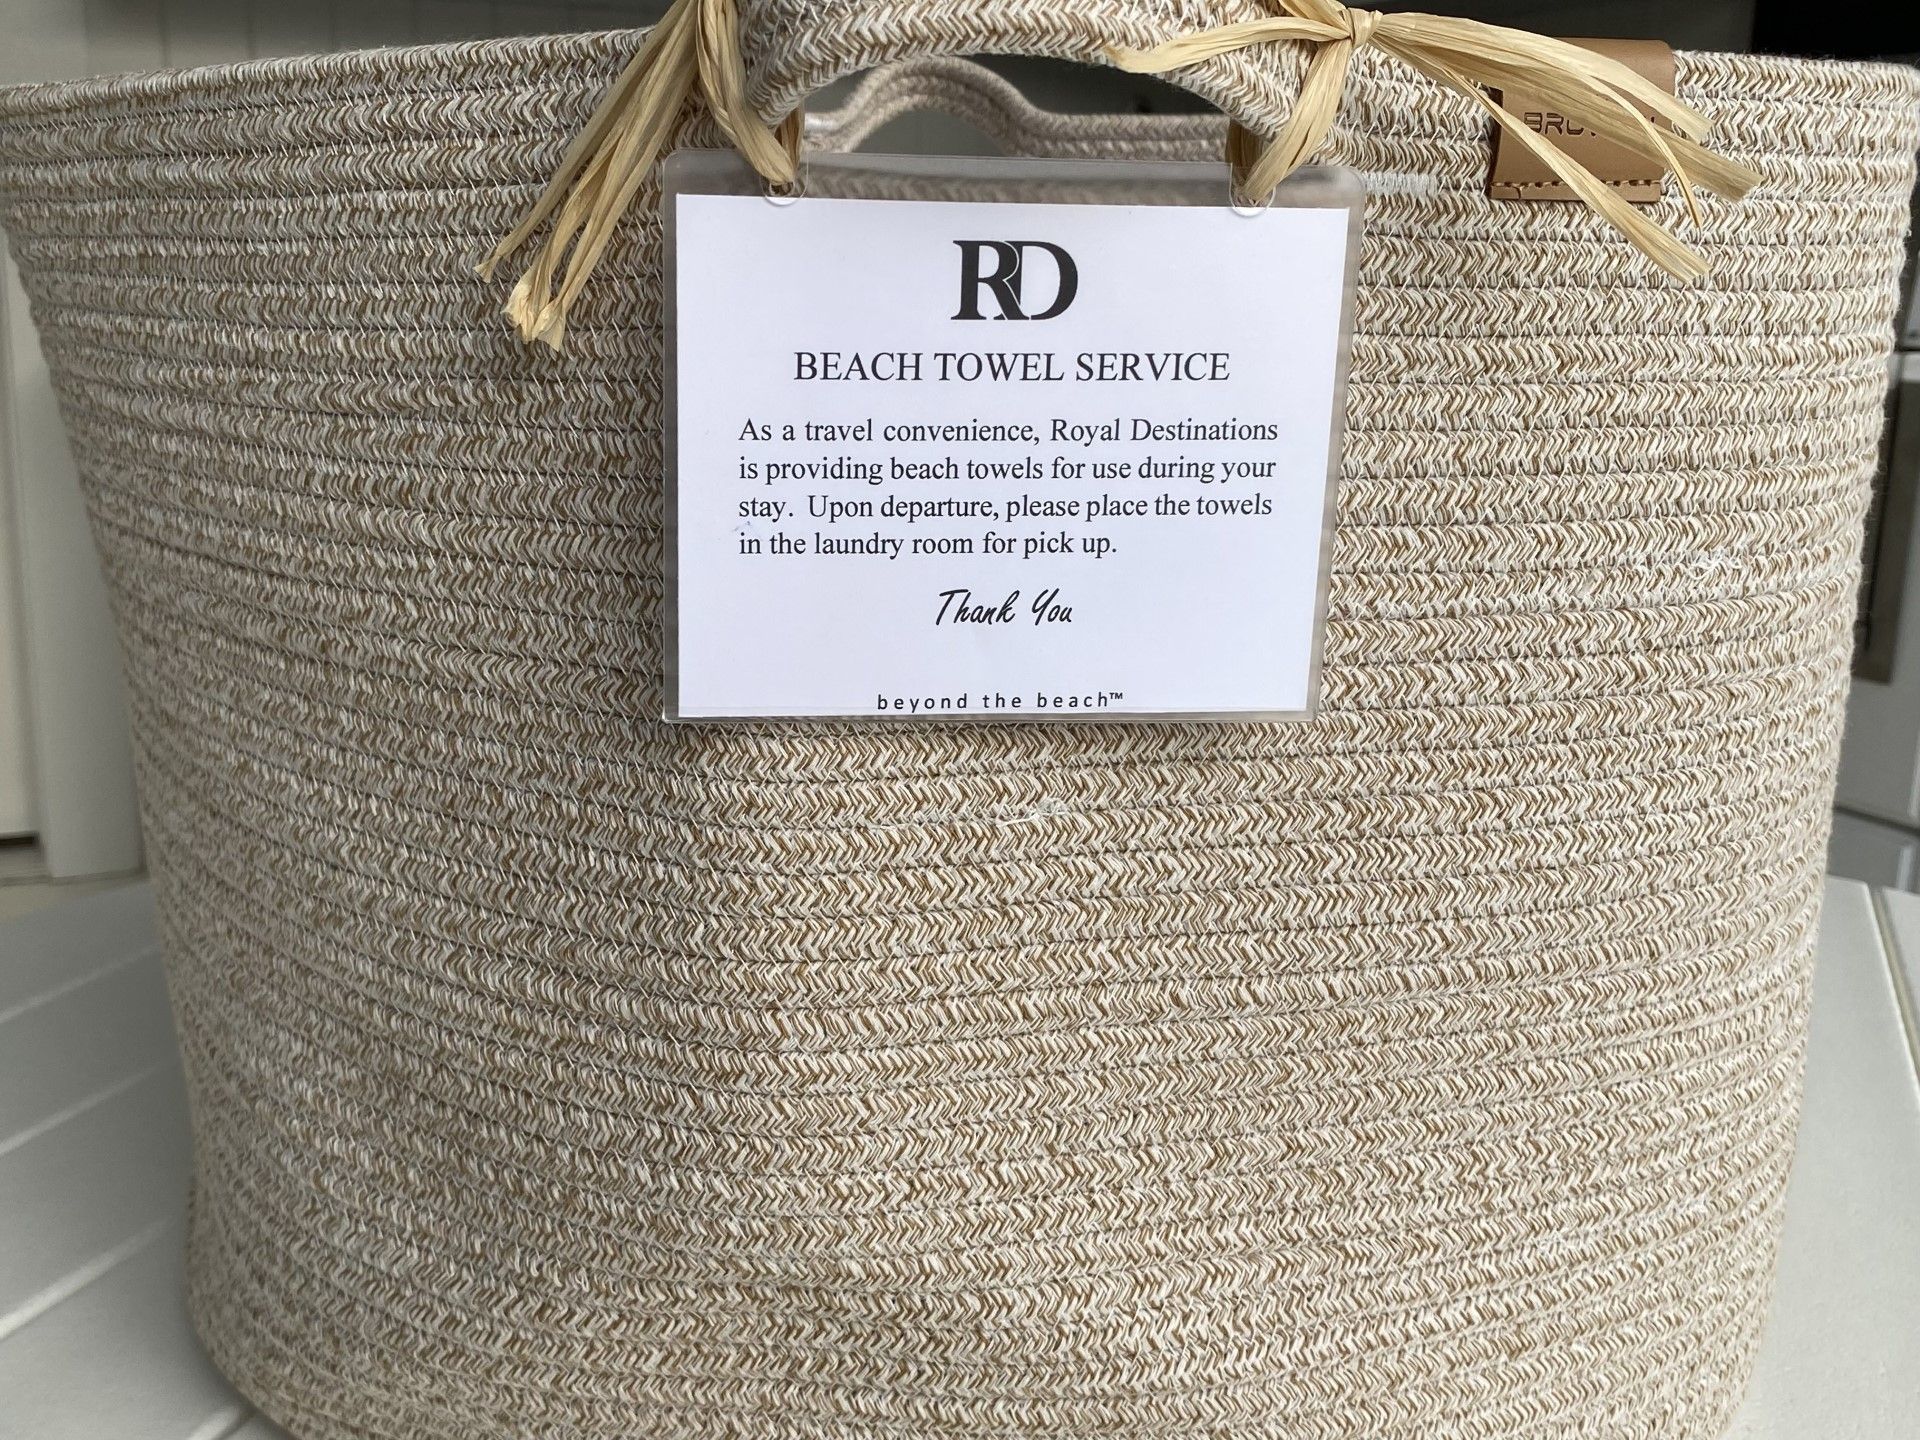 RD
BEACH TOWEL SERVICE
As a travel convenience, Royal Destinations
is providing beach towels for use during your
stay.  Upon departure, please place the towels
in the laundry room for pick up.
Thank You
beyond the beach™